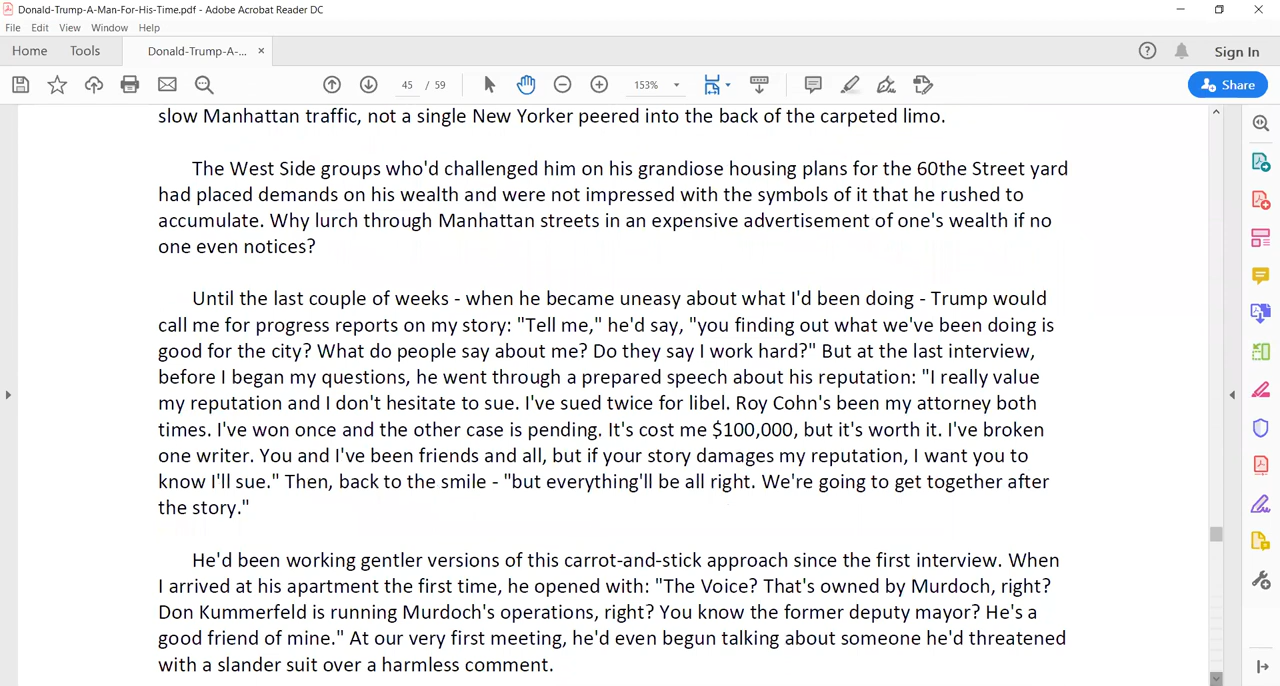 Donald-Trump-A-Man-For-His-Time.pdf - Adobe Acrobat Reader DC
File Edit View Window Help
Home Tools Donald-Trump-A-... × Sign In
45 / 59 153% Share
slow Manhattan traffic, not a single New Yorker peered into the back of the carpeted limo.
The West Side groups who'd challenged him on his grandiose housing plans for the 60the Street yard
had placed demands on his wealth and were not impressed with the symbols of it that he rushed to
accumulate. Why lurch through Manhattan streets in an expensive advertisement of one's wealth if no
one even notices?
Until the last couple of weeks - when he became uneasy about what I'd been doing - Trump would
call me for progress reports on my story: "Tell me," he'd say, "you finding out what we've been doing is
good for the city? What do people say about me? Do they say I work hard?" But at the last interview,
before I began my questions, he went through a prepared speech about his reputation: "I really value
my reputation and I don't hesitate to sue. I've sued twice for libel. Roy Cohn's been my attorney both
times. I've won once and the other case is pending. It's cost me $100,000, but it's worth it. I've broken
one writer. You and I've been friends and all, but if your story damages my reputation, I want you to
know I'll sue." Then, back to the smile - "but everything'll be all right. We're going to get together after
the story."
He'd been working gentler versions of this carrot-and-stick approach since the first interview. When
I arrived at his apartment the first time, he opened with: "The Voice? That's owned by Murdoch, right?
Don Kummerfeld is running Murdoch's operations, right? You know the former deputy mayor? He's a
good friend of mine." At our very first meeting, he'd even begun talking about someone he'd threatened
with a slander suit over a harmless comment.